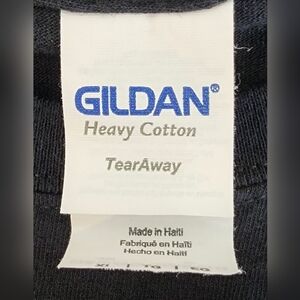 GILDAN®
Heavy Cotton
TearAway
Made in Haiti
Fabriqué en Haïti
Hecho en Haití